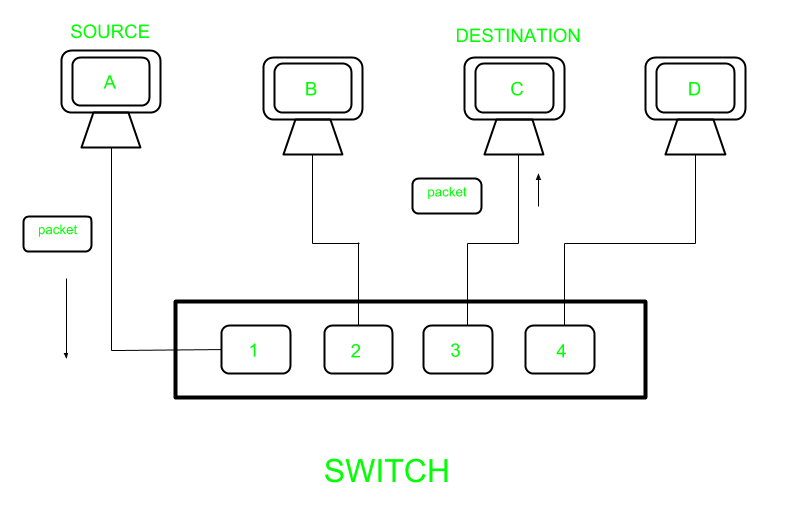 SOURCE
DESTINATION
A
B
C
D
packet
packet
1
2
3
4
SWITCH